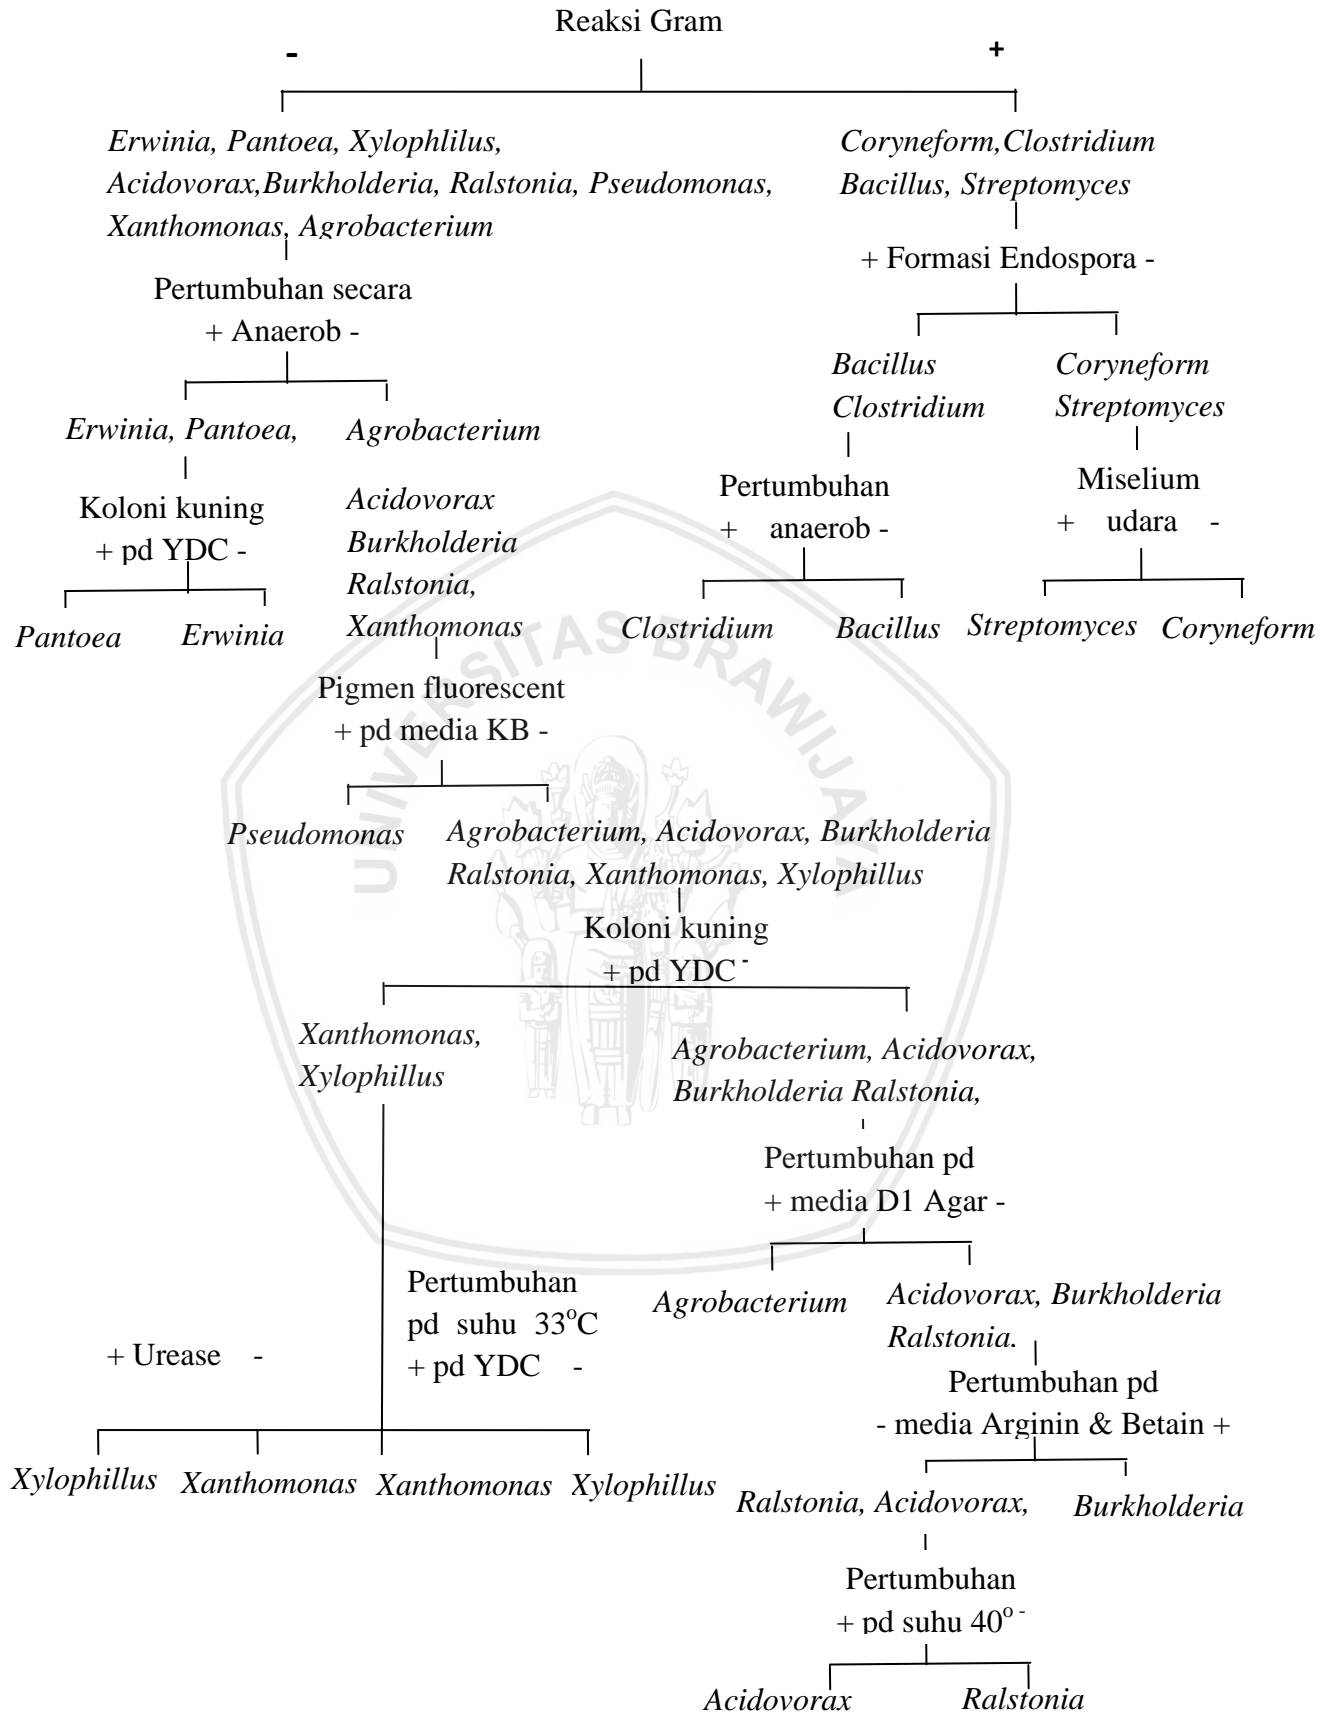 Reaksi Gram
- +
Erwinia, Pantoea, Xylophlilus,
Acidovorax,Burkholderia, Ralstonia, Pseudomonas,
Xanthomonas, Agrobacterium
Coryneform,Clostridium
Bacillus, Streptomyces
+ Formasi Endospora -
Pertumbuhan secara
+ Anaerob -
Bacillus
Clostridium
Coryneform
Streptomyces
Erwinia, Pantoea,
Agrobacterium
Acidovorax
Burkholderia
Ralstonia,
Xanthomonas
Koloni kuning
+ pd YDC -
Pertumbuhan
+ anaerob -
Miselium
+ udara -
Pantoea
Erwinia
Clostridium
Bacillus
Streptomyces
Coryneform
Pigmen fluorescent
+ pd media KB -
Pseudomonas
Agrobacterium, Acidovorax, Burkholderia
Ralstonia, Xanthomonas, Xylophillus
Koloni kuning
+ pd YDC -
Xanthomonas,
Xylophillus
Agrobacterium, Acidovorax,
Burkholderia Ralstonia,
Pertumbuhan pd
+ media D1 Agar -
Agrobacterium
Acidovorax, Burkholderia
Ralstonia.
+ Urease -
Pertumbuhan
pd suhu 33°C
+ pd YDC -
Pertumbuhan pd
- media Arginin & Betain +
Xylophillus
Xanthomonas
Xanthomonas
Xylophillus
Ralstonia, Acidovorax,
Burkholderia
Pertumbuhan
+ pd suhu 40° -
Acidovorax
Ralstonia
UNIVERSITAS BRAWIJAYA